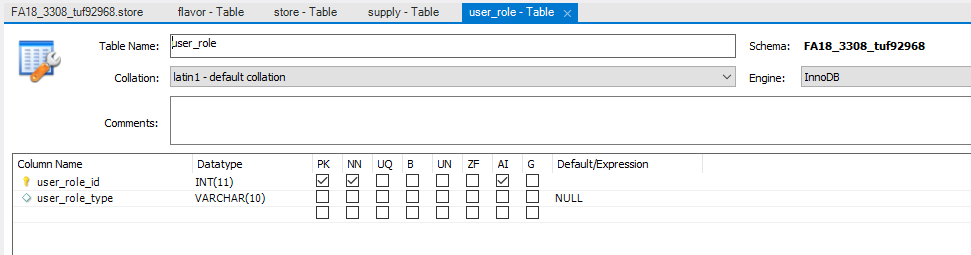 FA18_3308_tuf92968.store flavor - Table store - Table supply - Table user_role - Table
Table Name: user_role Schema: FA18_3308_tuf92968
Collation: latin1 - default collation Engine: InnoDB
Comments:
Column Name Datatype PK NN UQ B UN ZF AI G Default/Expression
user_role_id INT(11)
user_role_type VARCHAR(10) NULL